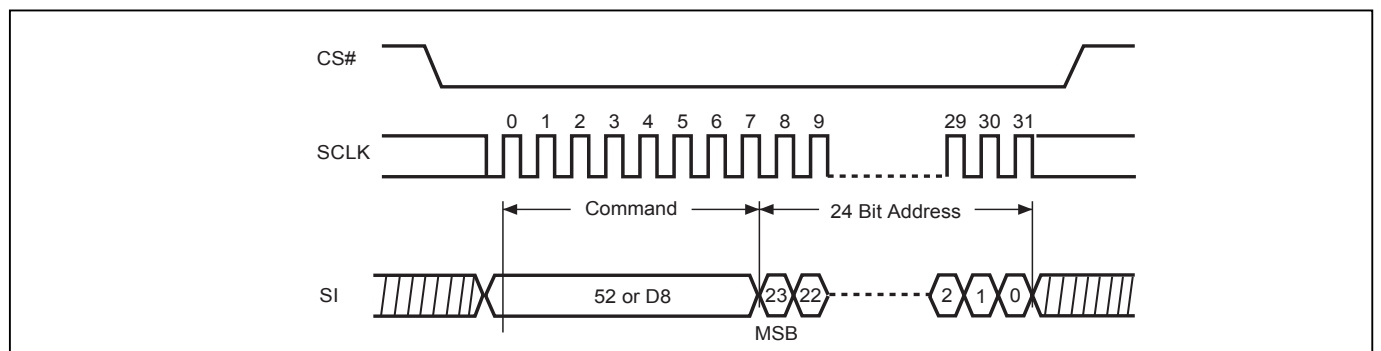 CS#
0 1 2 3 4 5 6 7 8 9 29 30 31
SCLK
Command 24 Bit Address
SI 52 or D8 23 22 2 1 0
MSB